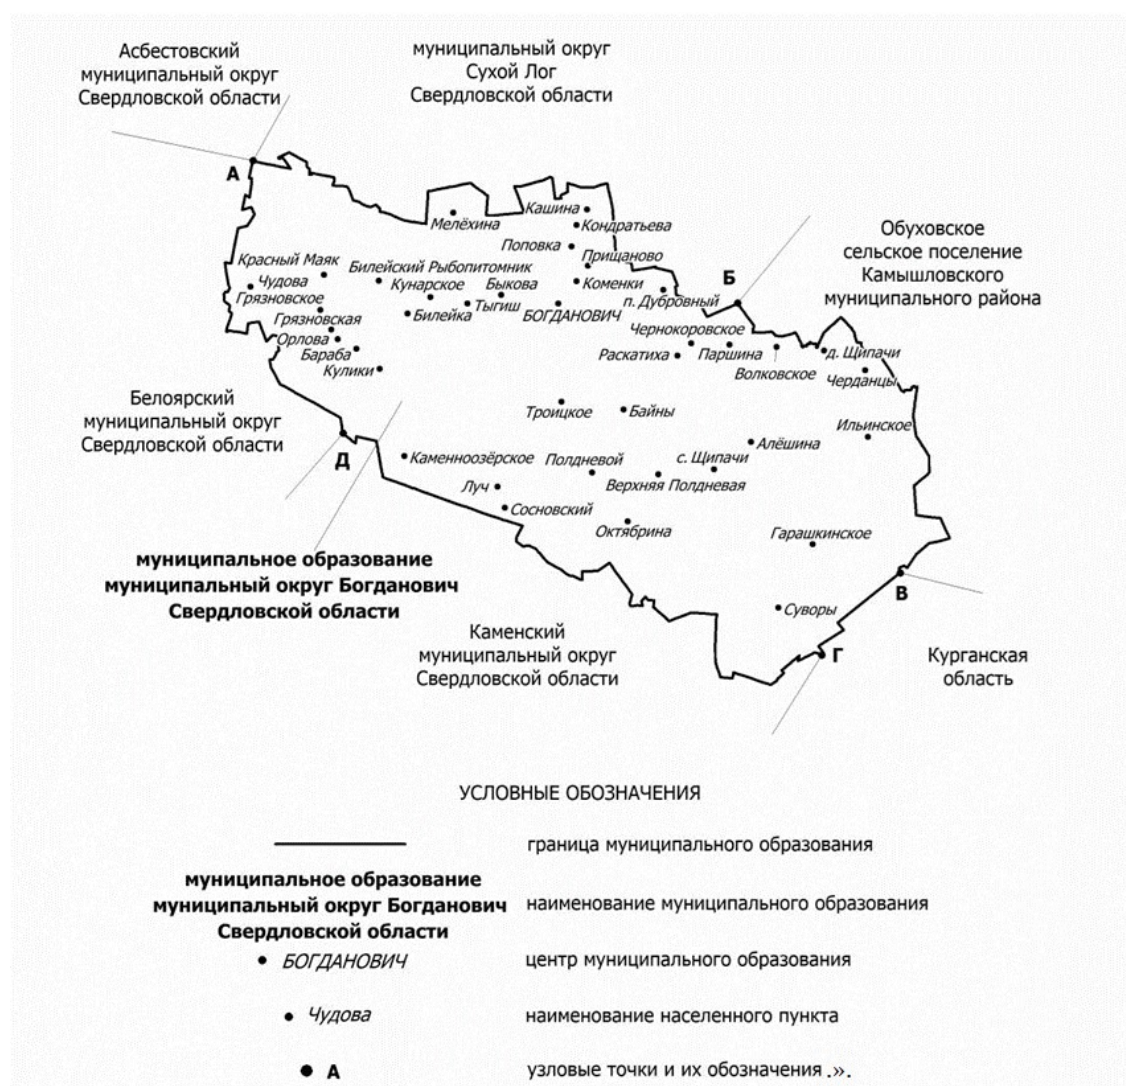 Асбестовский
муниципальный округ
Свердловской области
муниципальный округ
Сухой Лог
Свердловской области
А
Мелёхина
Кашина
Кондратьева
Поповка
Прищаново
Обуховское
сельское поселение
Камышловского
муниципального района
Б
Красный Маяк
Чудова
Билейский Рыбопитомник
Кунарское
Быкова
Коменки
п. Дубровный
Грязновское
Тыгиш
БОГДАНОВИЧ
Билейка
Грязновская
Чернокоровское
Орлова
Бараба
Раскатиха
Паршина
Волковское
д. Щипачи
Кулики
Черданцы
Белоярский
муниципальный округ
Свердловской области
Троицкое
Байны
Ильинское
Алёшина
Д
Каменноозёрское
Полдневой
с. Щипачи
Луч
Верхняя Полдневая
Сосновский
Октябрина
Гарашкинское
муниципальное образование
муниципальный округ Богданович
Свердловской области
В
Суворы
Каменский
муниципальный округ
Свердловской области
Г
Курганская
область
УСЛОВНЫЕ ОБОЗНАЧЕНИЯ
граница муниципального образования
муниципальное образование
муниципальный округ Богданович
Свердловской области
наименование муниципального образования
БОГДАНОВИЧ
центр муниципального образования
Чудова
наименование населенного пункта
А
узловые точки и их обозначения .».